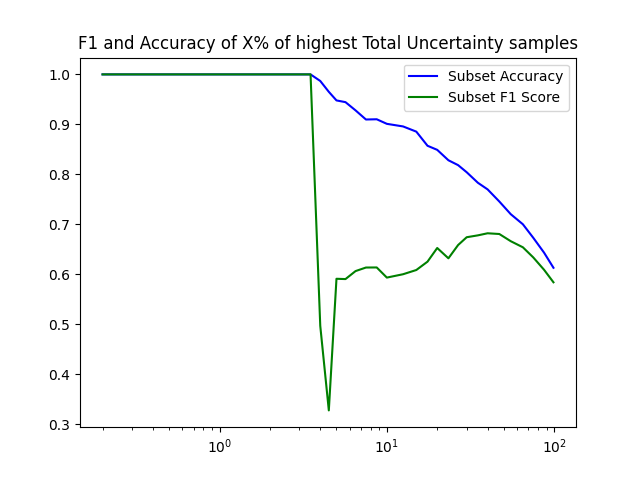 F1 and Accuracy of X% of highest Total Uncertainty samples
Subset Accuracy
Subset F1 Score
1.0
0.9
0.8
0.7
0.6
0.5
0.4
0.3
10⁰ 10¹ 10²